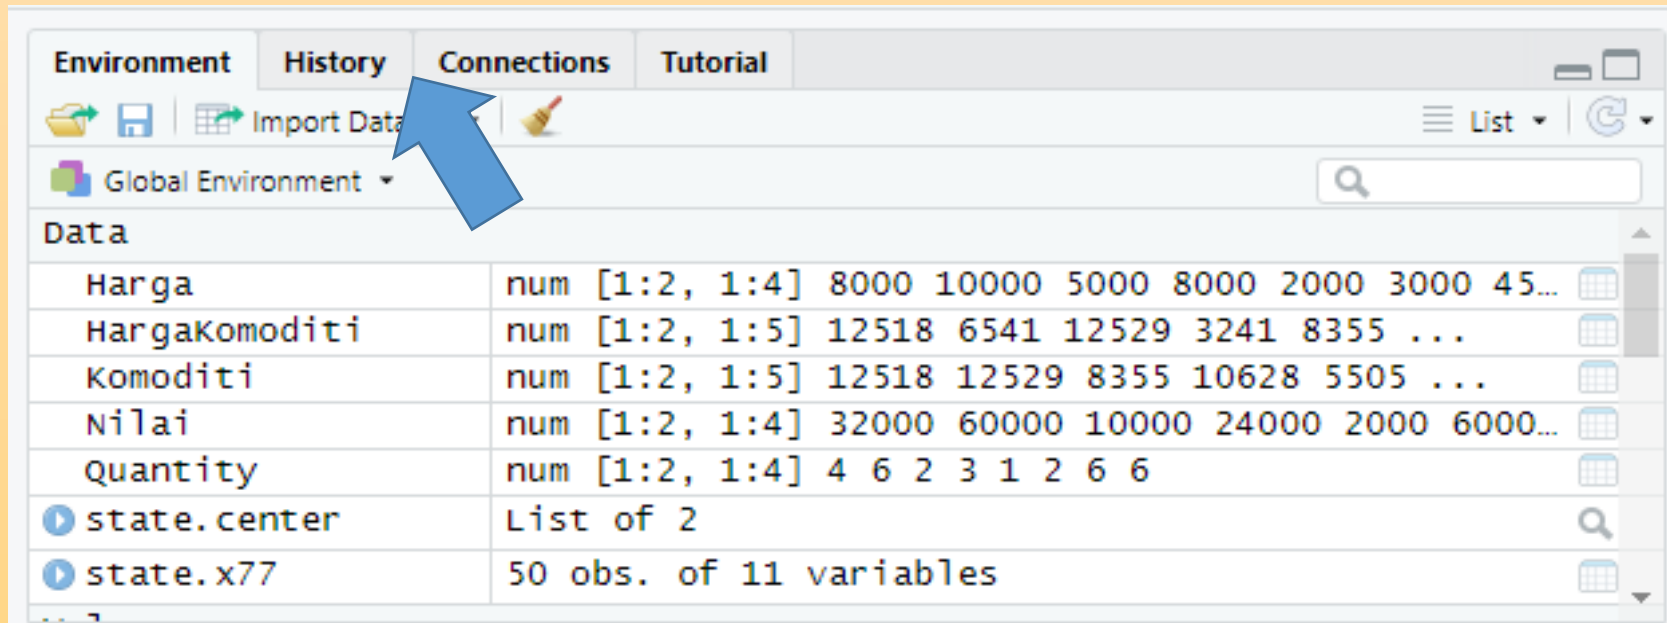 Environment History Connections Tutorial
Import Data List
Global Environment
Data
Harga num [1:2, 1:4] 8000 10000 5000 8000 2000 3000 45…
HargaKomoditi num [1:2, 1:5] 12518 6541 12529 3241 8355 ...
Komoditi num [1:2, 1:5] 12518 12529 8355 10628 5505 ...
Nilai num [1:2, 1:4] 32000 60000 10000 24000 2000 6000…
Quantity num [1:2, 1:4] 4 6 2 3 1 2 6 6
state.center List of 2
state.x77 50 obs. of 11 variables